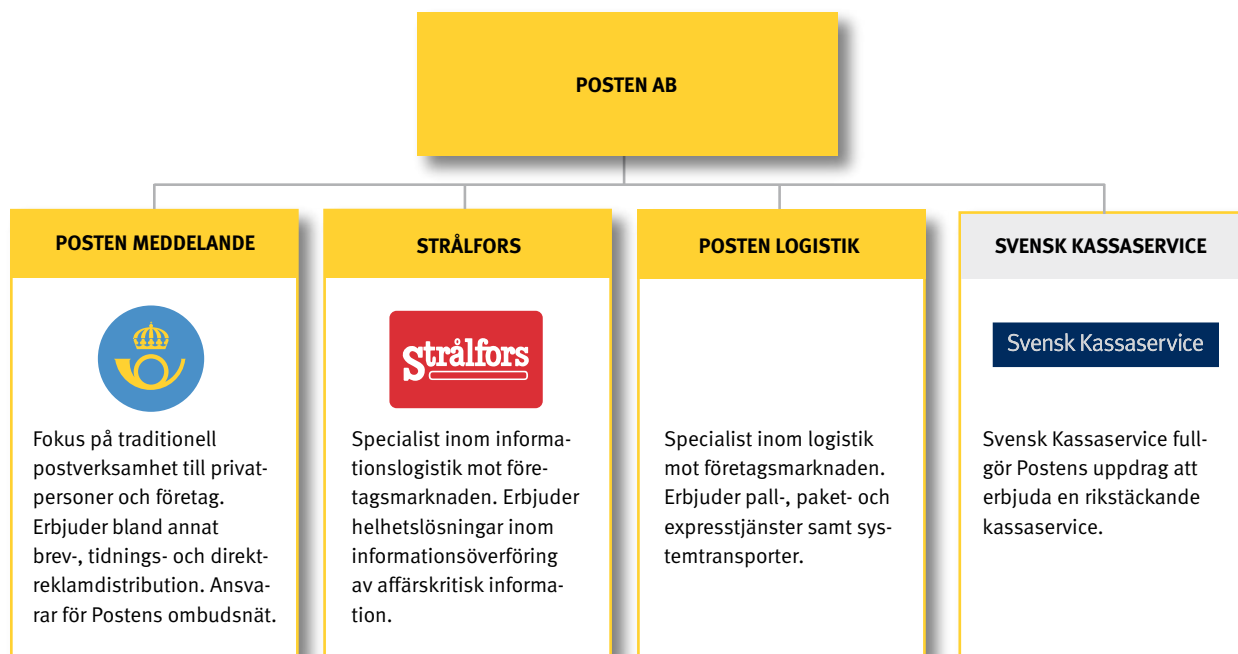 POSTEN AB
POSTEN MEDDELANDE
Fokus på traditionell
postverksamhet till privat-
personer och företag.
Erbjuder bland annat
brev-, tidnings- och direkt-
reklamdistribution. Ansva-
rar för Postens ombudsnät.
STRÅLFORS
Strålfors
Specialist inom informa-
tionslogistik mot före-
tagsmarknaden. Erbjuder
helhetslösningar inom
informationsöverföring
av affärskritisk informa-
tion.
POSTEN LOGISTIK
Specialist inom logistik
mot företagsmarknaden.
Erbjuder pall-, paket- och
expresstjänster samt sys-
temtransporter.
SVENSK KASSASERVICE
Svensk Kassaservice
Svensk Kassaservice full-
gör Postens uppdrag att
erbjuda en rikstäckande
kassaservice.